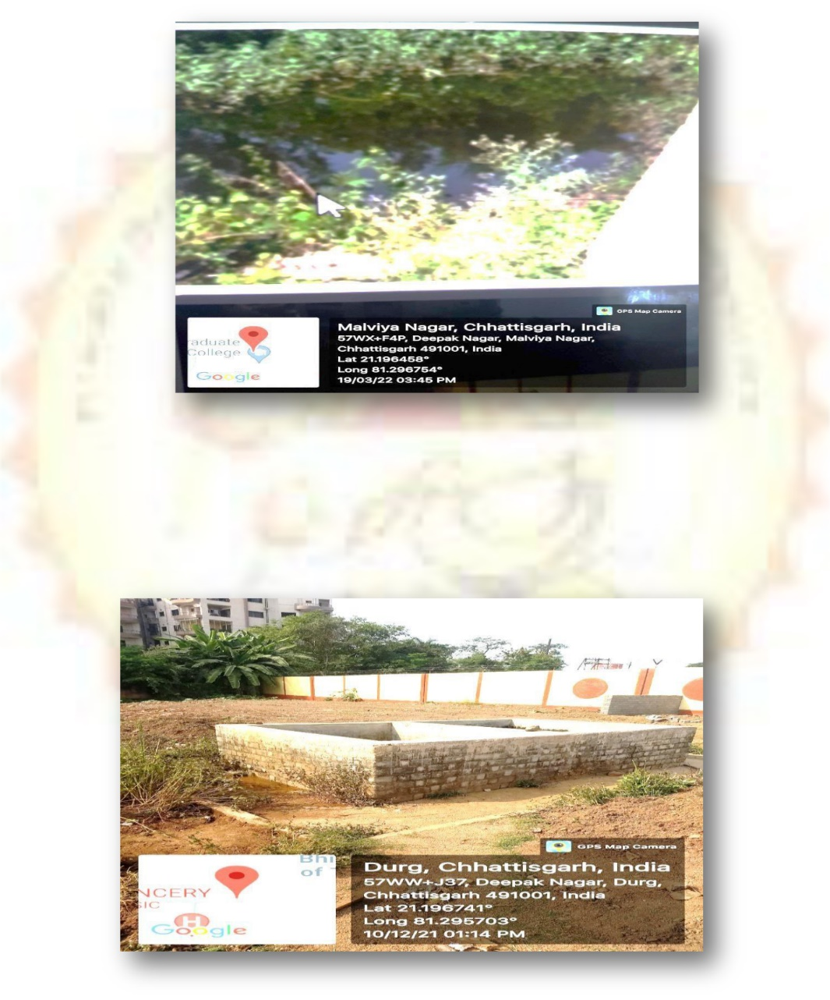 GPS Map Camera
Malviya Nagar, Chhattisgarh, India
57WX+F4P, Deepak Nagar, Malviya Nagar,
Chhattisgarh 491001, India
Lat 21.196458°
Long 81.296754°
19/03/22 03:45 PM
aduate
College
Google
GPS Map Camera
Durg, Chhattisgarh, India
57WW+J37, Deepak Nagar, Durg,
Chhattisgarh 491001, India
Lat 21.196741°
Long 81.295703°
10/12/21 01:14 PM
Bhi
of
NCERY
SIC
H
Google